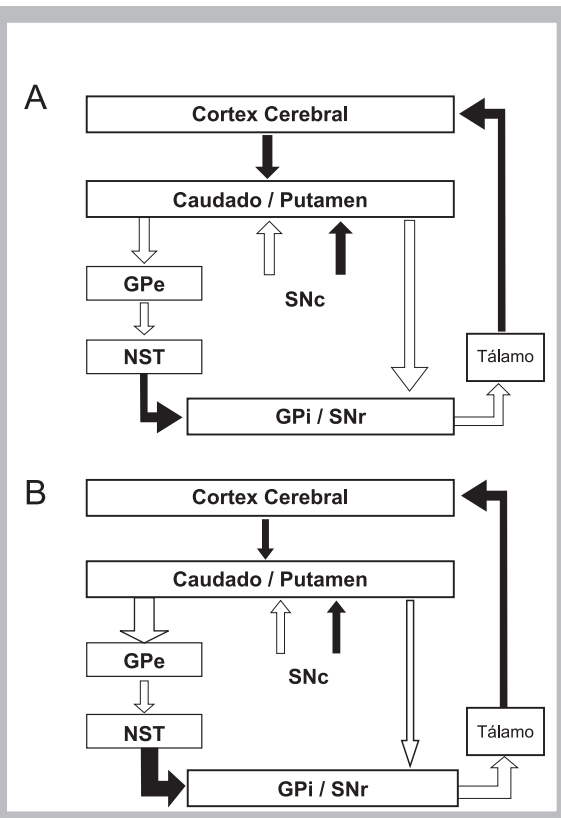 A
Cortex Cerebral
Caudado / Putamen
GPe
SNc
NST
Tálamo
GPi / SNr
B
Cortex Cerebral
Caudado / Putamen
GPe
SNc
NST
Tálamo
GPi / SNr